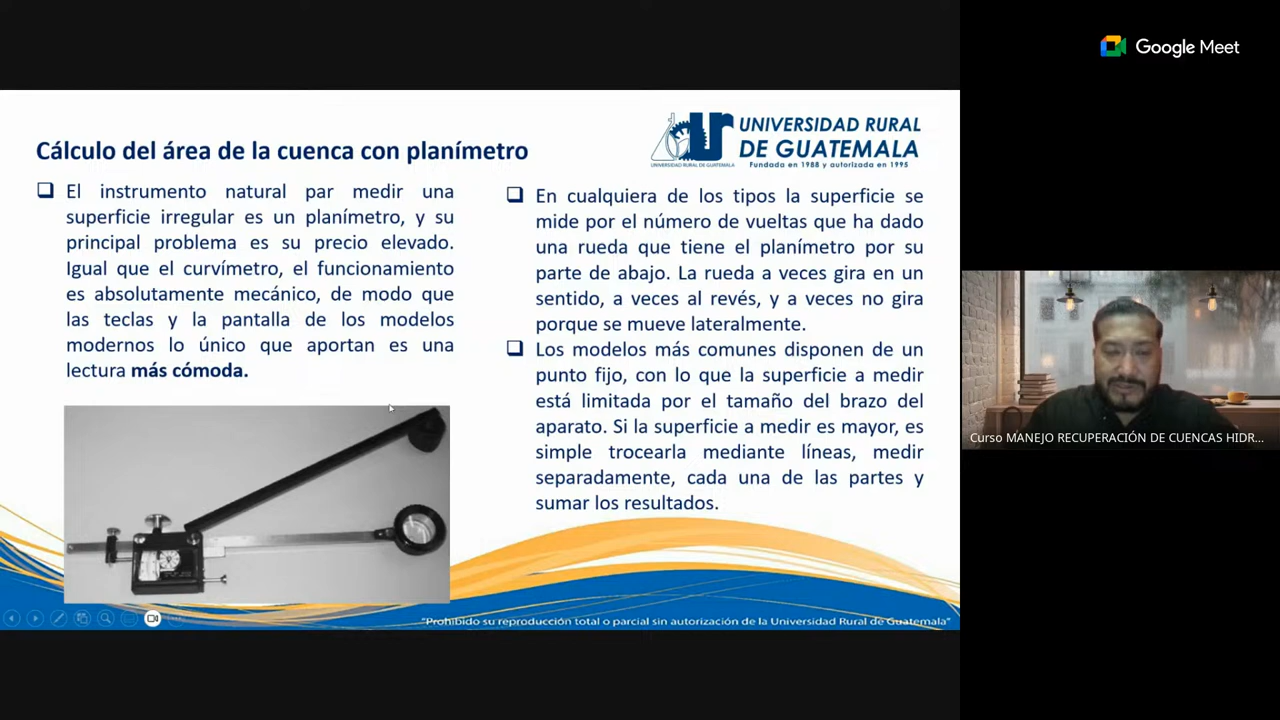 Google Meet
UNIVERSIDAD RURAL
DE GUATEMALA
Fundada en 1988 y autorizada en 1995
UNIVERSIDAD RURAL DE GUATEMALA
Cálculo del área de la cuenca con planímetro
El instrumento natural par medir una
superficie irregular es un planímetro, y su
principal problema es su precio elevado.
Igual que el curvímetro, el funcionamiento
es absolutamente mecánico, de modo que
las teclas y la pantalla de los modelos
modernos lo único que aportan es una
lectura más cómoda.
En cualquiera de los tipos la superficie se
mide por el número de vueltas que ha dado
una rueda que tiene el planímetro por su
parte de abajo. La rueda a veces gira en un
sentido, a veces al revés, y a veces no gira
porque se mueve lateralmente.
Los modelos más comunes disponen de un
punto fijo, con lo que la superficie a medir
está limitada por el tamaño del brazo del
aparato. Si la superficie a medir es mayor, es
simple trocearla mediante líneas, medir
separadamente, cada una de las partes y
sumar los resultados.
"Prohibido su reproducción total o parcial sin autorización de la Universidad Rural de Guatemala"
Curso MANEJO RECUPERACIÓN DE CUENCAS HIDR...